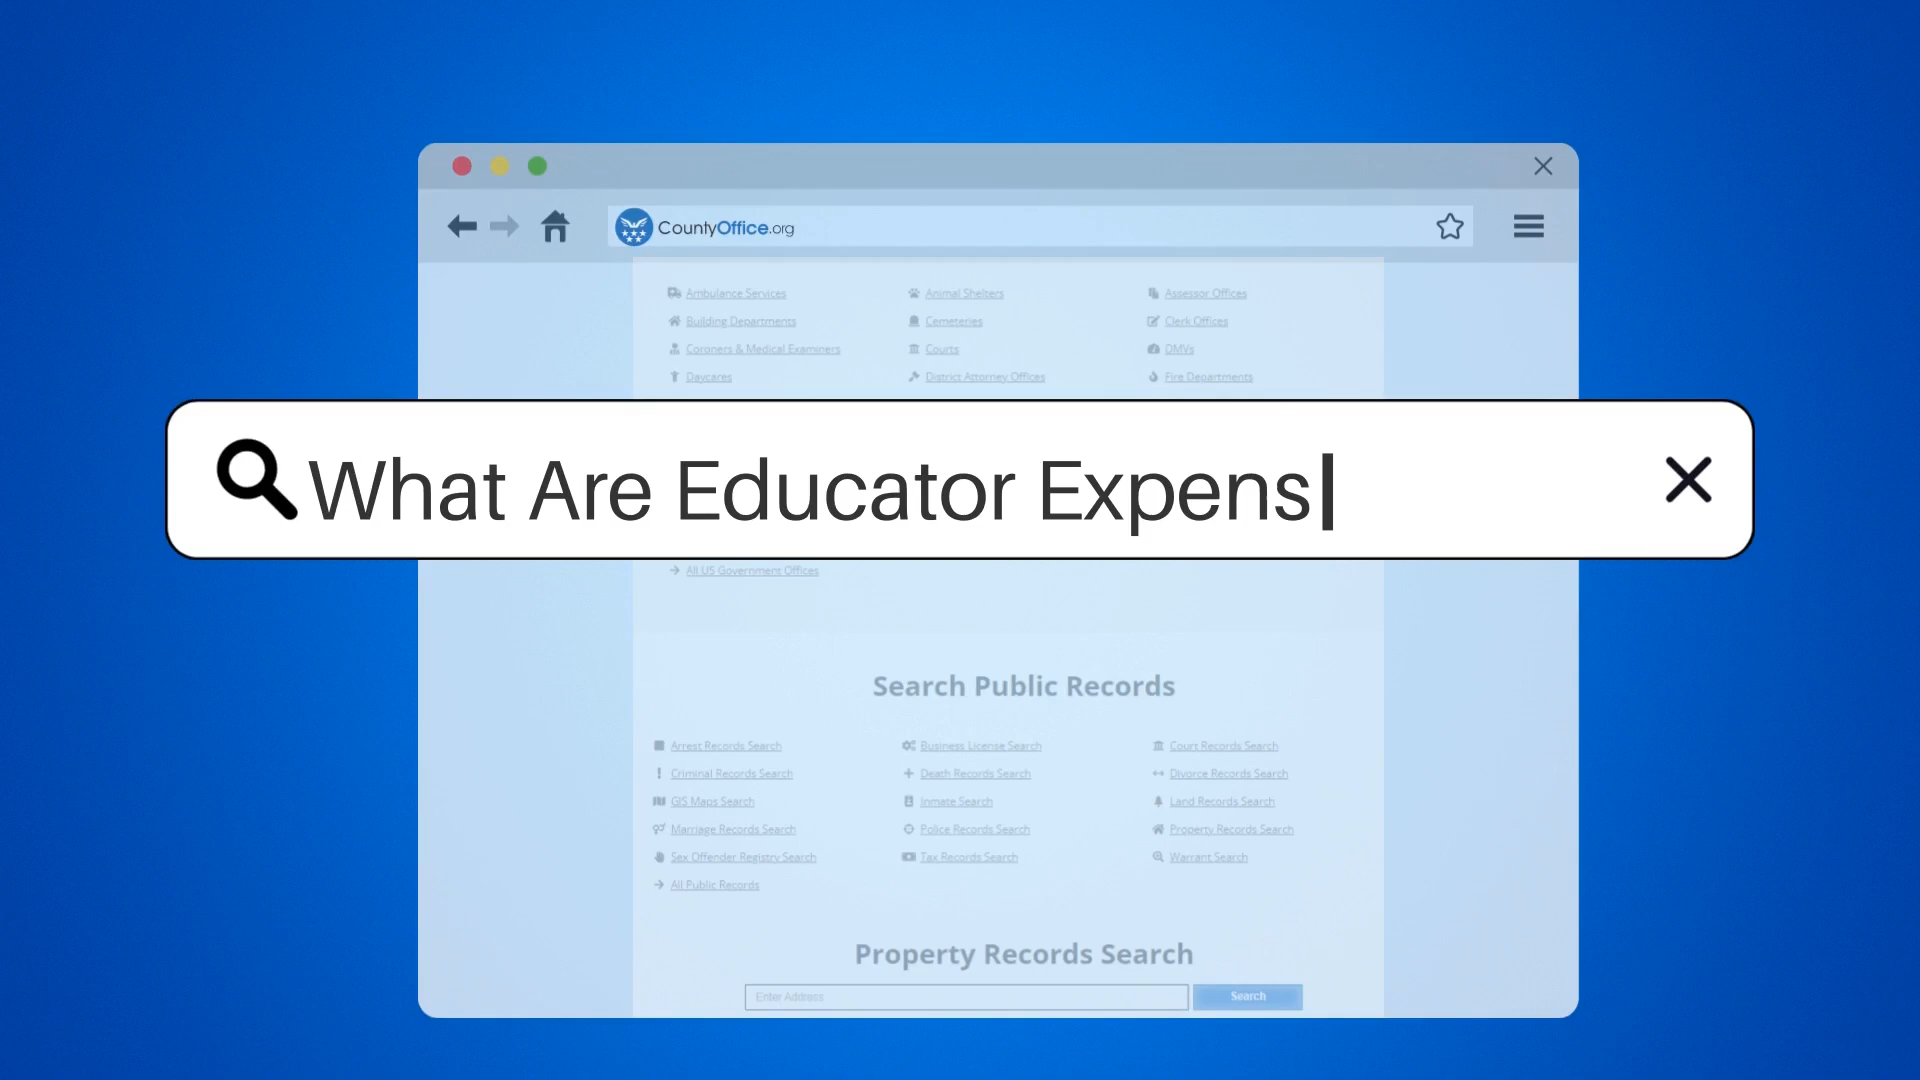 CountyOffice.org
Ambulance Services Animal Shelters Assessor Offices
Building Departments Cemeteries Clerk Offices
Coroners & Medical Examiners Courts DMVs
Daycares District Attorney Offices Fire Departments
What Are Educator Expens
All US Government Offices
Search Public Records
Arrest Records Search Business License Search Court Records Search
Criminal Records Search Death Records Search Divorce Records Search
GIS Maps Search Inmate Search Land Records Search
Marriage Records Search Police Records Search Property Records Search
Sex Offender Registry Search Tax Records Search Warrant Search
All Public Records
Property Records Search
Enter Address Search